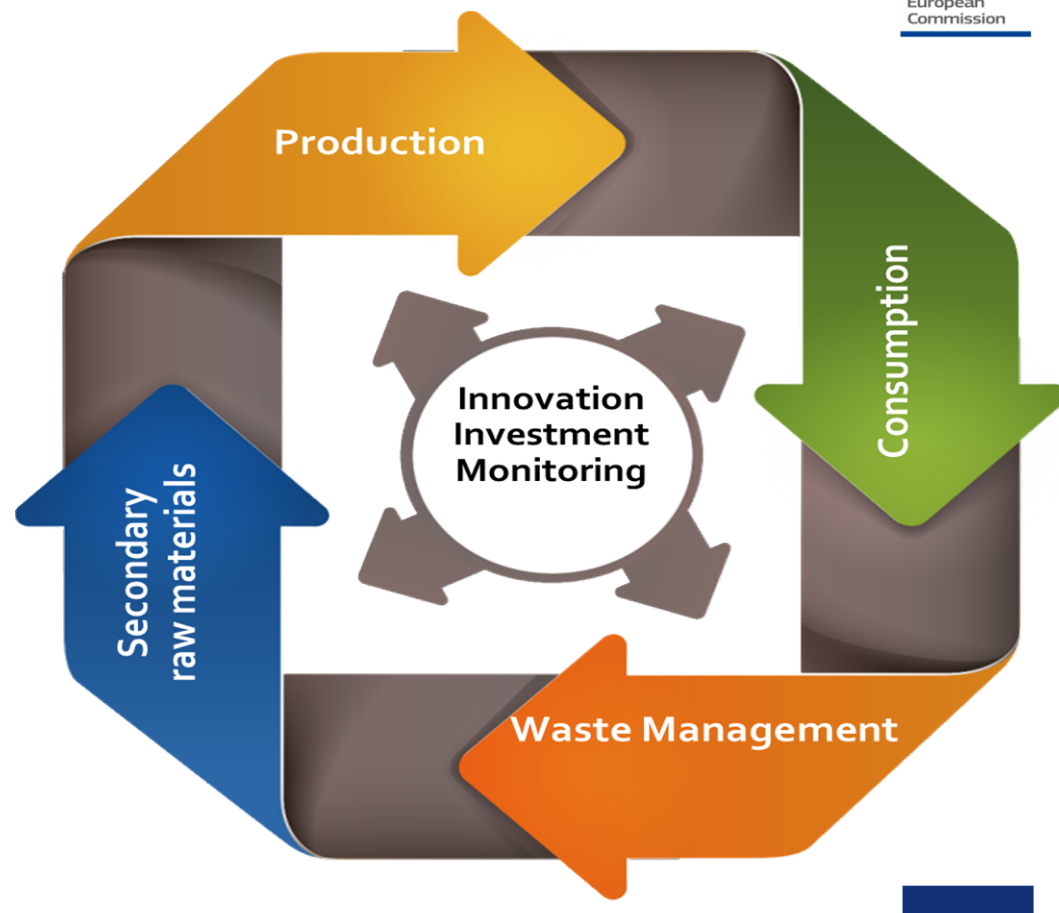 European
Commission
Production
Consumption
Innovation
Investment
Monitoring
Secondary
raw materials
Waste Management